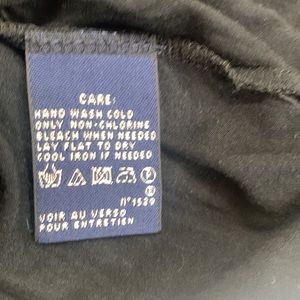 CARE:
HAND WASH COLD
ONLY NON-CHLORINE
BLEACH WHEN NEEDED
LAY FLAT TO DRY
COOL IRON IF NEEDED
n°1529
VOIR AU VERSO
POUR ENTRETIEN